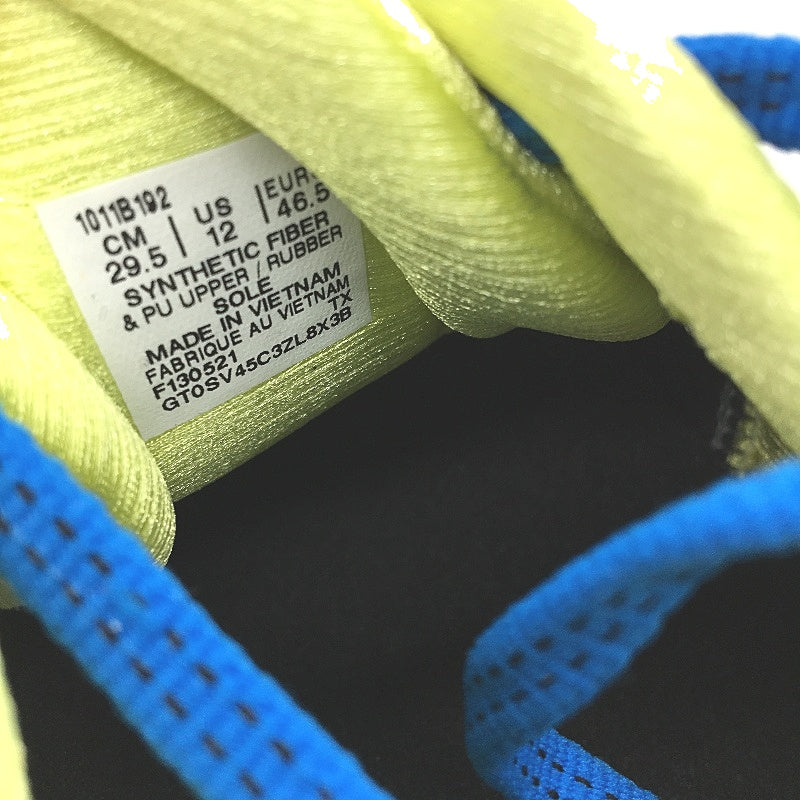 1011B192
CM | US | EUR
29.5 | 12 | 46.5
SYNTHETIC FIBER
& PU UPPER / RUBBER
SOLE
MADE IN VIETNAM
FABRIQUE AU VIETNAM
F130521 TX
GT0SV45C3ZL8X3B